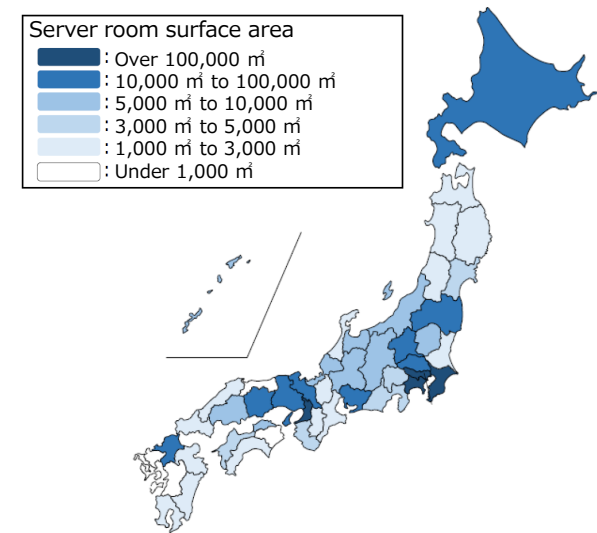 Server room surface area
: Over 100,000 ㎡
: 10,000 ㎡ to 100,000 ㎡
: 5,000 ㎡ to 10,000 ㎡
: 3,000 ㎡ to 5,000 ㎡
: 1,000 ㎡ to 3,000 ㎡
: Under 1,000 ㎡